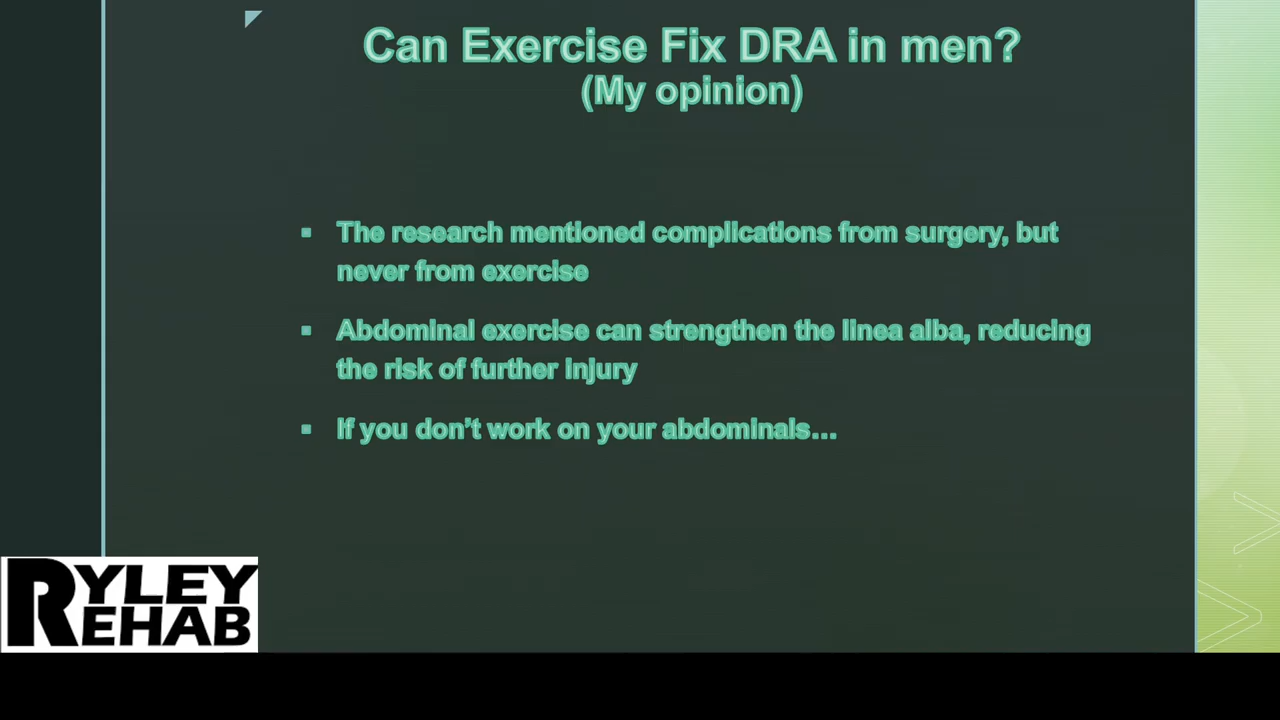 Can Exercise Fix DRA in men?
(My opinion)
▪ The research mentioned complications from surgery, but
never from exercise
▪ Abdominal exercise can strengthen the linea alba, reducing
the risk of further injury
▪ If you don’t work on your abdominals...
RYLEY
REHAB